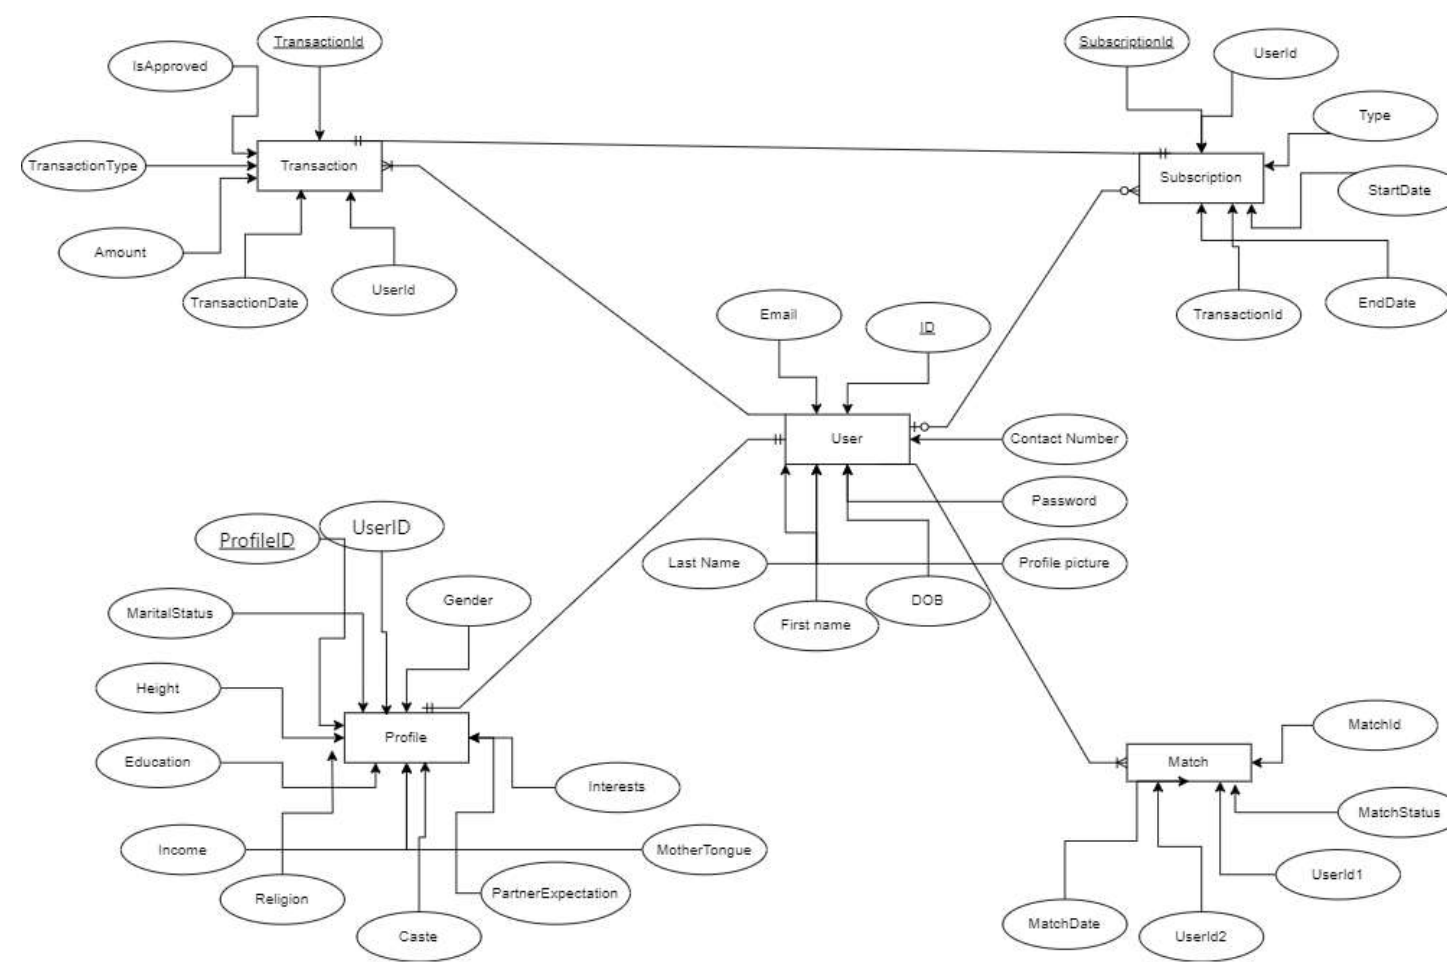 TransactionId
SubscriptionId
UserId
IsApproved
Type
TransactionType
Transaction
Subscription
StartDate
Amount
TransactionDate
UserId
TransactionId
EndDate
Email
ID
User
Contact Number
Password
ProfileID
UserID
Last Name
Profile picture
Gender
DOB
MaritalStatus
First name
Height
MatchId
Profile
Education
Match
Interests
MatchStatus
Income
MotherTongue
UserId1
Religion
PartnerExpectation
MatchDate
Caste
UserId2